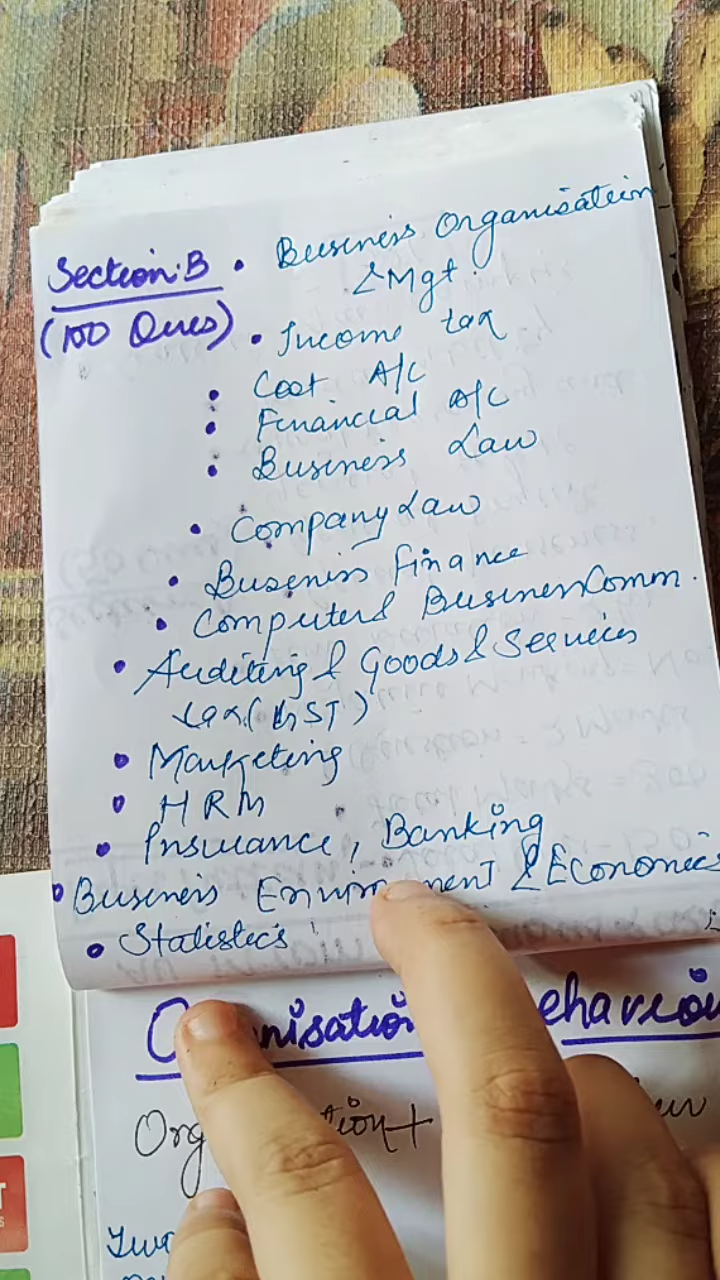 Section:B • Business Organisation
& Mgt.
(100 Ques) • Income tax
• Cost A/C
• Financial A/C
• Business Law
• Company Law
• Business Finance
• Computer & Business Comm.
• Auditing & Goods & Services
tax (GST)
• Marketing
• HRM
• Insurance, Banking
• Business Environment & Economics
• Statistics
Organisation